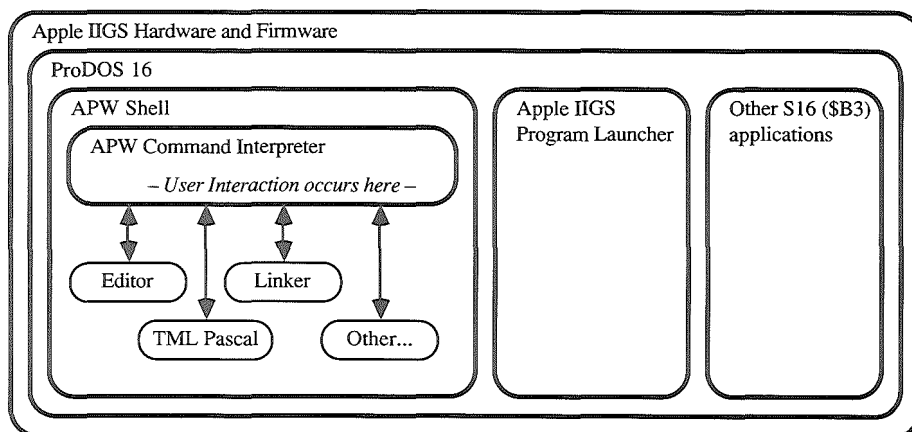 Apple IIGS Hardware and Firmware
ProDOS 16
APW Shell
APW Command Interpreter
– User Interaction occurs here –
Editor
Linker
TML Pascal
Other...
Apple IIGS
Program Launcher
Other S16 ($B3)
applications